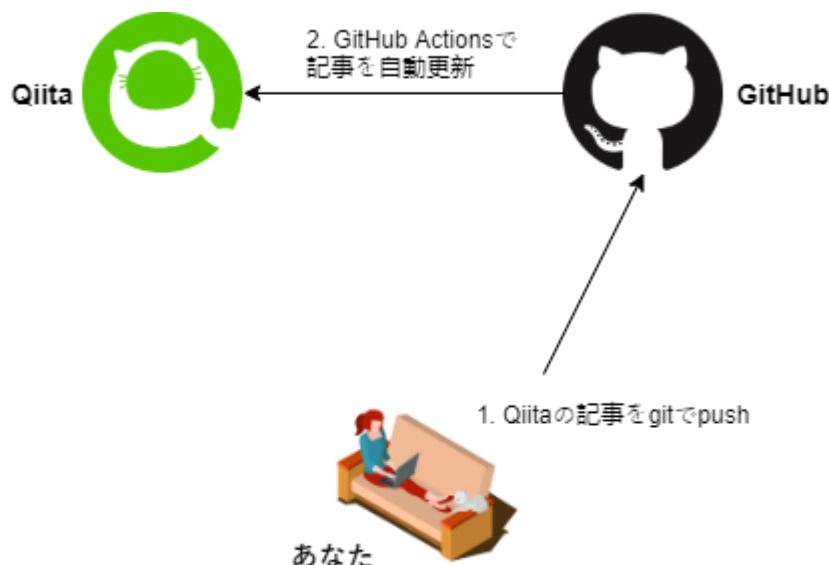 2. GitHub Actionsで
記事を自動更新
Qiita
GitHub
1. Qiitaの記事をgitでpush
あなた